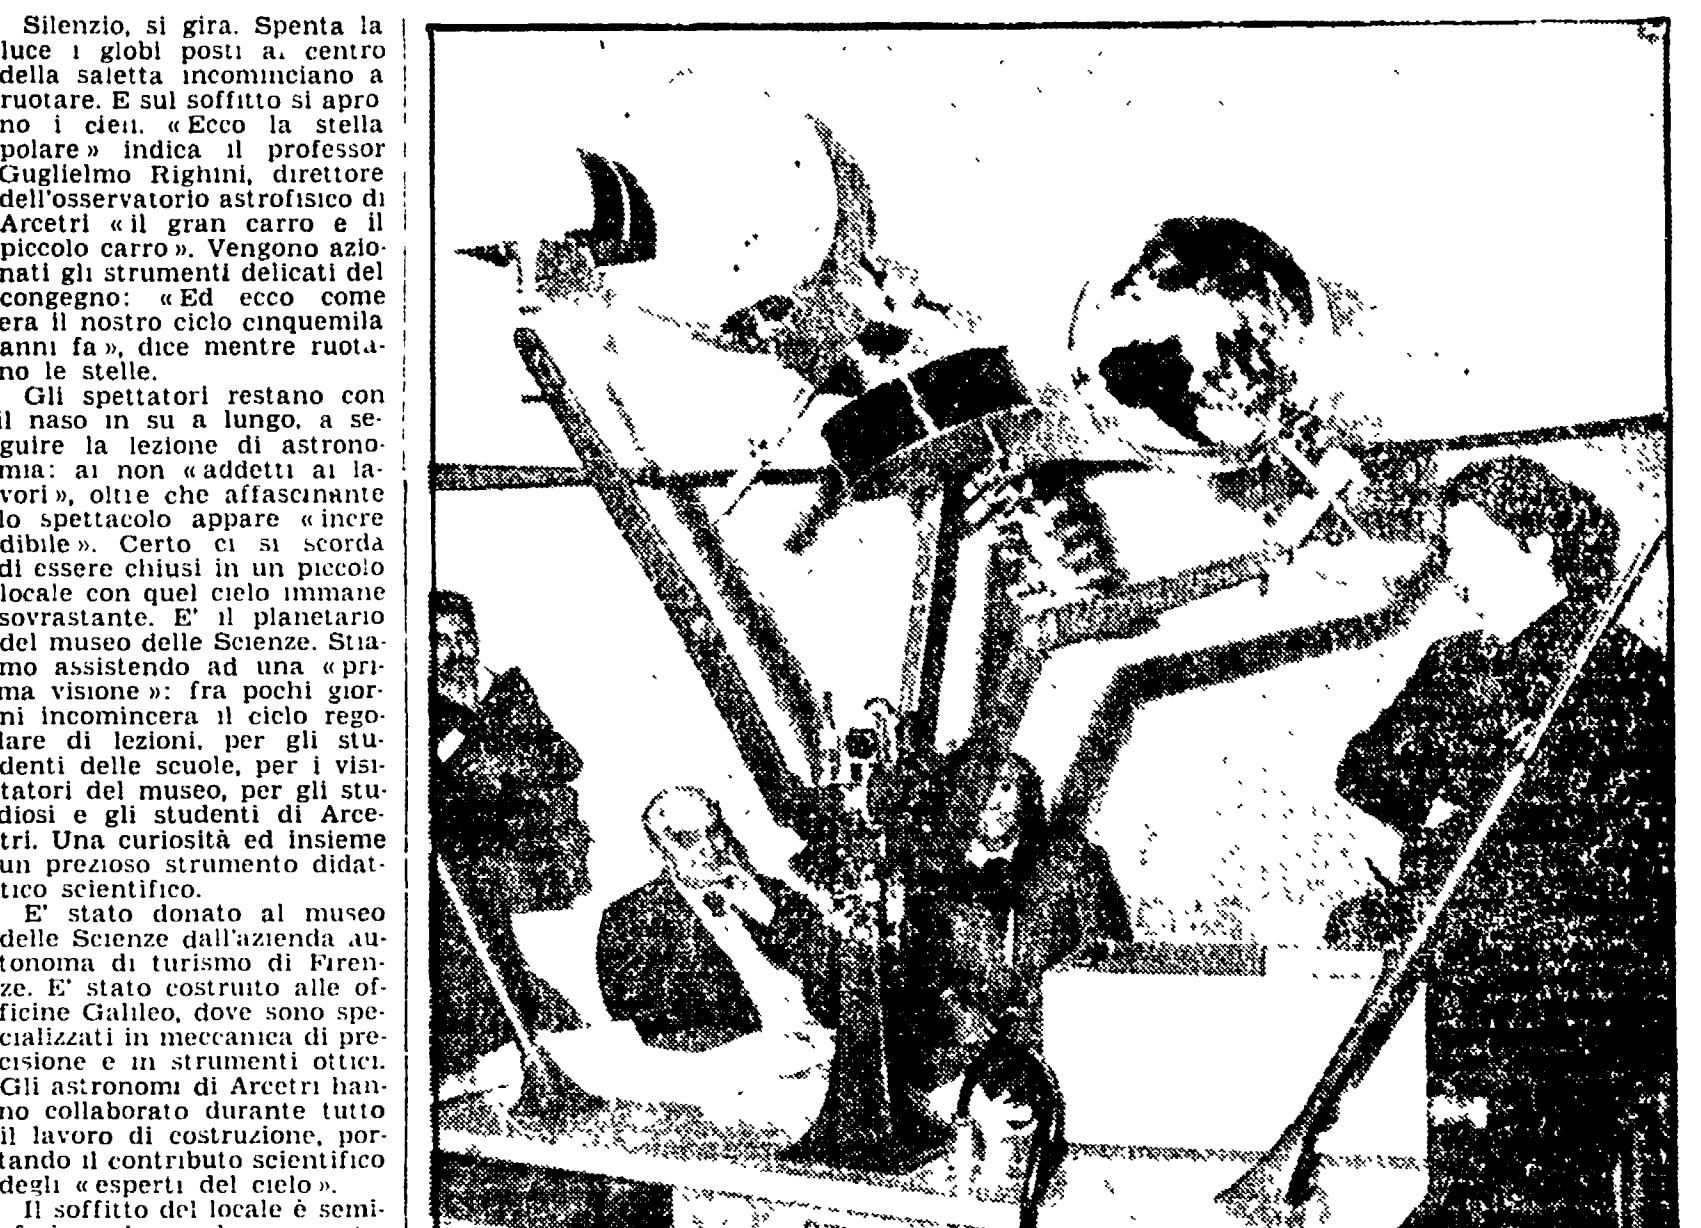 Silenzio, si gira. Spenta la
luce i globi posti al centro
della saletta incominciano a
ruotare. E sul soffitto si apro
no i cieli. «Ecco la stella
polare» indica il professor
Guglielmo Righini, direttore
dell'osservatorio astrofisico di
Arcetri «il gran carro e il
piccolo carro». Vengono azio-
nati gli strumenti delicati del
congegno: «Ed ecco come
era il nostro ciclo cinquemila
anni fa», dice mentre ruota-
no le stelle.
Gli spettatori restano con
il naso in su a lungo, a se-
guire la lezione di astrono-
mia: ai non «addetti ai la-
vori», oltre che affascinante
lo spettacolo appare «incre
dibile». Certo ci si scorda
di essere chiusi in un piccolo
locale con quel cielo immane
sovrastante. E' il planetario
del museo delle Scienze. Stia-
mo assistendo ad una «pri-
ma visione»: fra pochi gior-
ni incomincera il ciclo rego-
lare di lezioni, per gli stu-
denti delle scuole, per i visi-
tatori del museo, per gli stu-
diosi e gli studenti di Arce-
tri. Una curiosità ed insieme
un prezioso strumento didat-
tico scientifico.
E' stato donato al museo
delle Scienze dall'azienda au-
tonoma di turismo di Firen-
ze. E' stato costruito alle of-
ficine Galileo, dove sono spe-
cializzati in meccanica di pre-
cisione e in strumenti ottici.
Gli astronomi di Arcetri han-
no collaborato durante tutto
il lavoro di costruzione, por-
tando il contributo scientifico
degli «esperti del cielo».
Il soffitto del locale è semi-